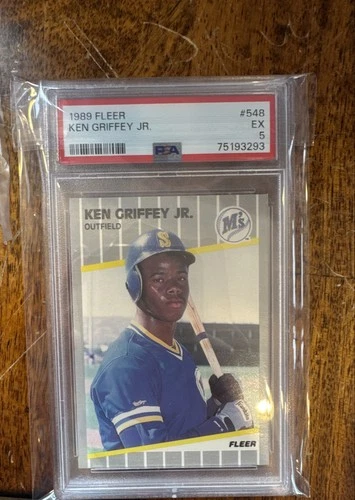 1989 FLEER #548
KEN GRIFFEY JR. EX
5
PSA 75193293
KEN GRIFFEY JR.
OUTFIELD
M's
S
FLEER